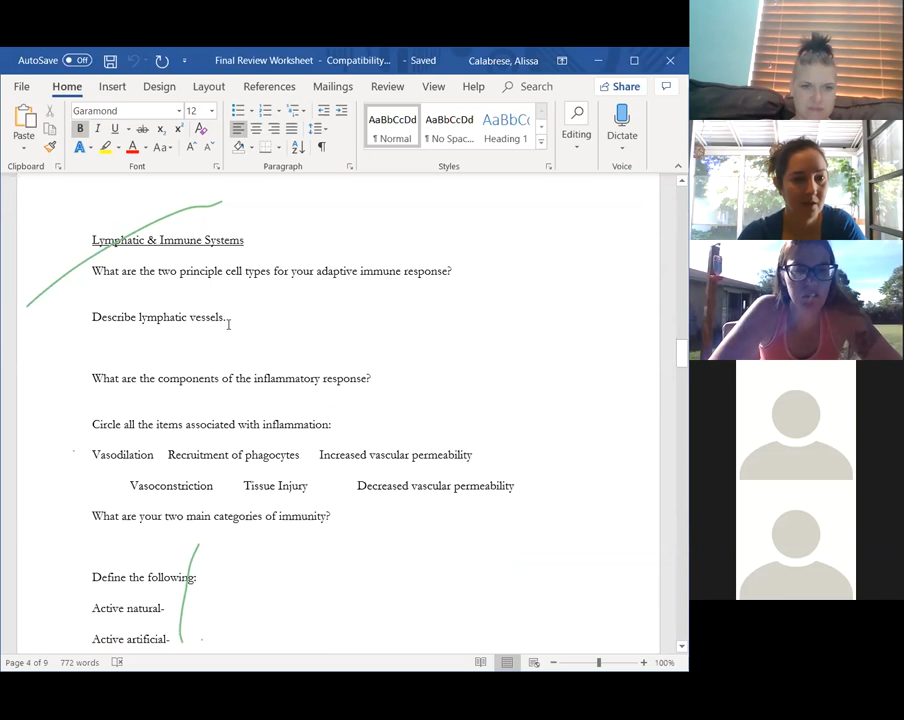 AutoSave Off Final Review Worksheet - Compatibility... - Saved Calabrese, Alissa
File Home Insert Design Layout References Mailings Review View Help Search Share
Paste Garamond 12 AaBbCcDd AaBbCcDd AaBbCc Editing Dictate
B I U ab x₂ x² ¶ Normal ¶ No Spac... Heading 1
A A Aa A A
Clipboard Font Paragraph Styles Voice
Lymphatic & Immune Systems
What are the two principle cell types for your adaptive immune response?
Describe lymphatic vessels.
What are the components of the inflammatory response?
Circle all the items associated with inflammation:
Vasodilation Recruitment of phagocytes Increased vascular permeability
Vasoconstriction Tissue Injury Decreased vascular permeability
What are your two main categories of immunity?
Define the following:
Active natural-
Active artificial-
Page 4 of 9 772 words 100%